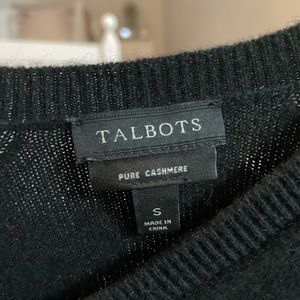 TALBOTS
PURE CASHMERE
S
MADE IN
CHINA